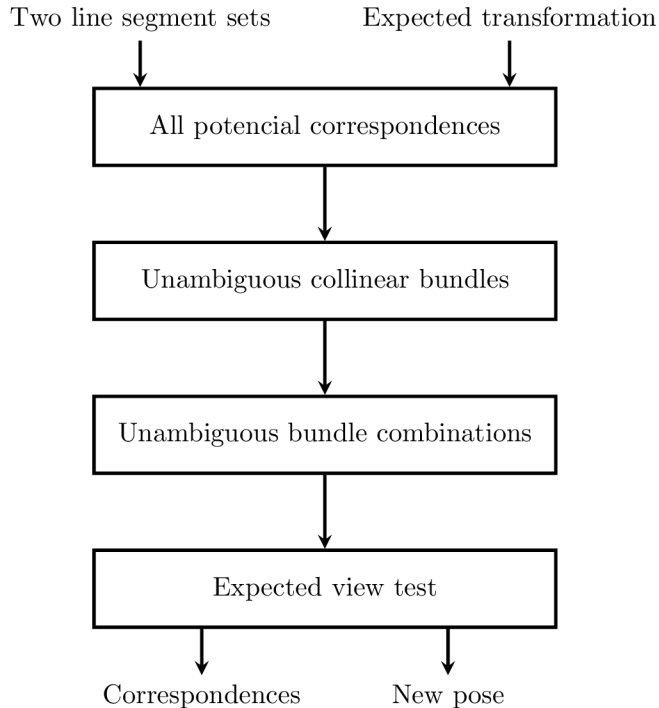 Two line segment sets
Expected transformation
All potencial correspondences
Unambiguous collinear bundles
Unambiguous bundle combinations
Expected view test
Correspondences
New pose